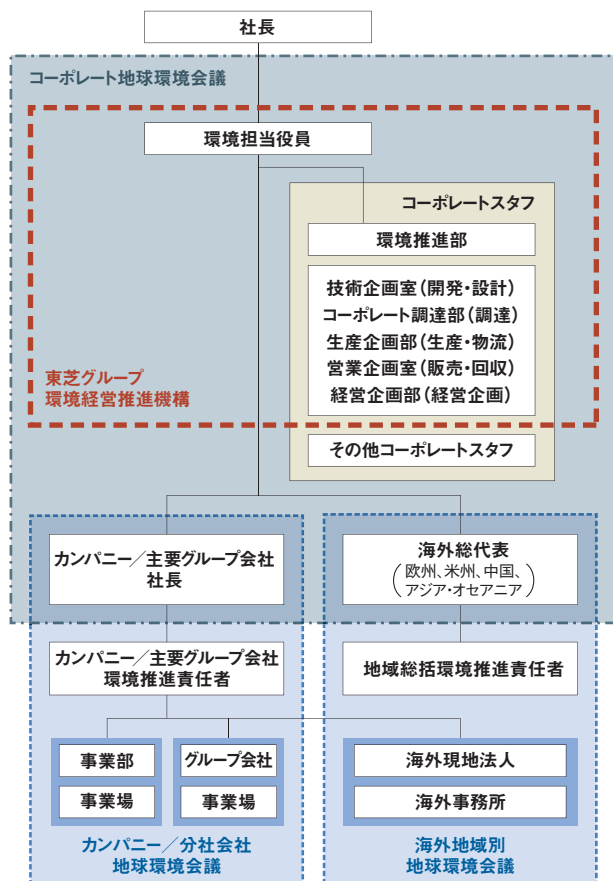 社長
コーポレート地球環境会議
環境担当役員
コーポレートスタッフ
環境推進部
技術企画室(開発・設計)
コーポレート調達部(調達)
生産企画部(生産・物流)
営業企画室(販売・回収)
経営企画部(経営企画)
東芝グループ
環境経営推進機構
その他コーポレートスタッフ
カンパニー/主要グループ会社
社長
海外総代表
(欧州、米州、中国、
アジア・オセアニア)
カンパニー/主要グループ会社
環境推進責任者
地域総括環境推進責任者
事業部
グループ会社
海外現地法人
事業場
事業場
海外事務所
カンパニー/分社会社
地球環境会議
海外地域別
地球環境会議